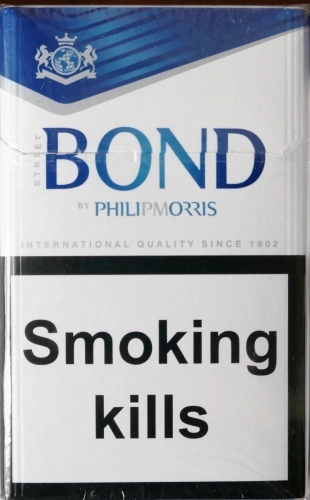 STREET
BOND
BY PHILIPMORRIS
INTERNATIONAL QUALITY SINCE 1902
Smoking
kills